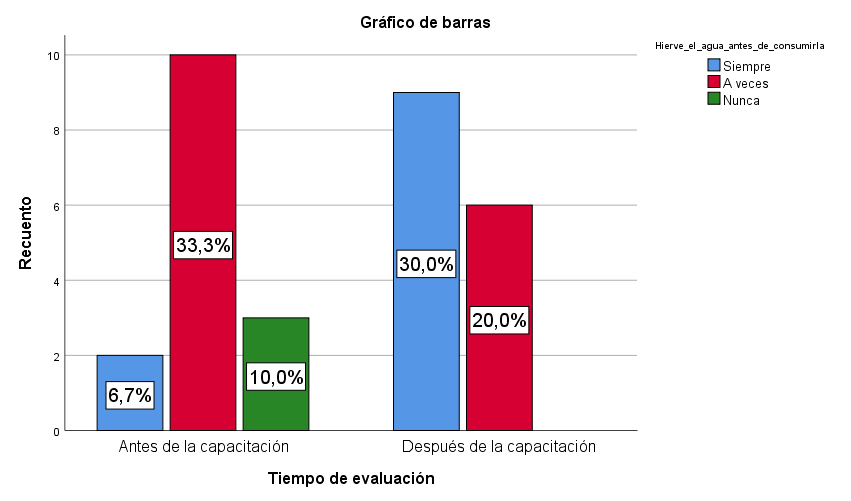 Gráfico de barras
Hierve_el_agua_antes_de_consumirla
Siempre
A veces
Nunca
Recuento
10
8
6
4
2
0
6,7%
33,3%
10,0%
30,0%
20,0%
Antes de la capacitación
Después de la capacitación
Tiempo de evaluación